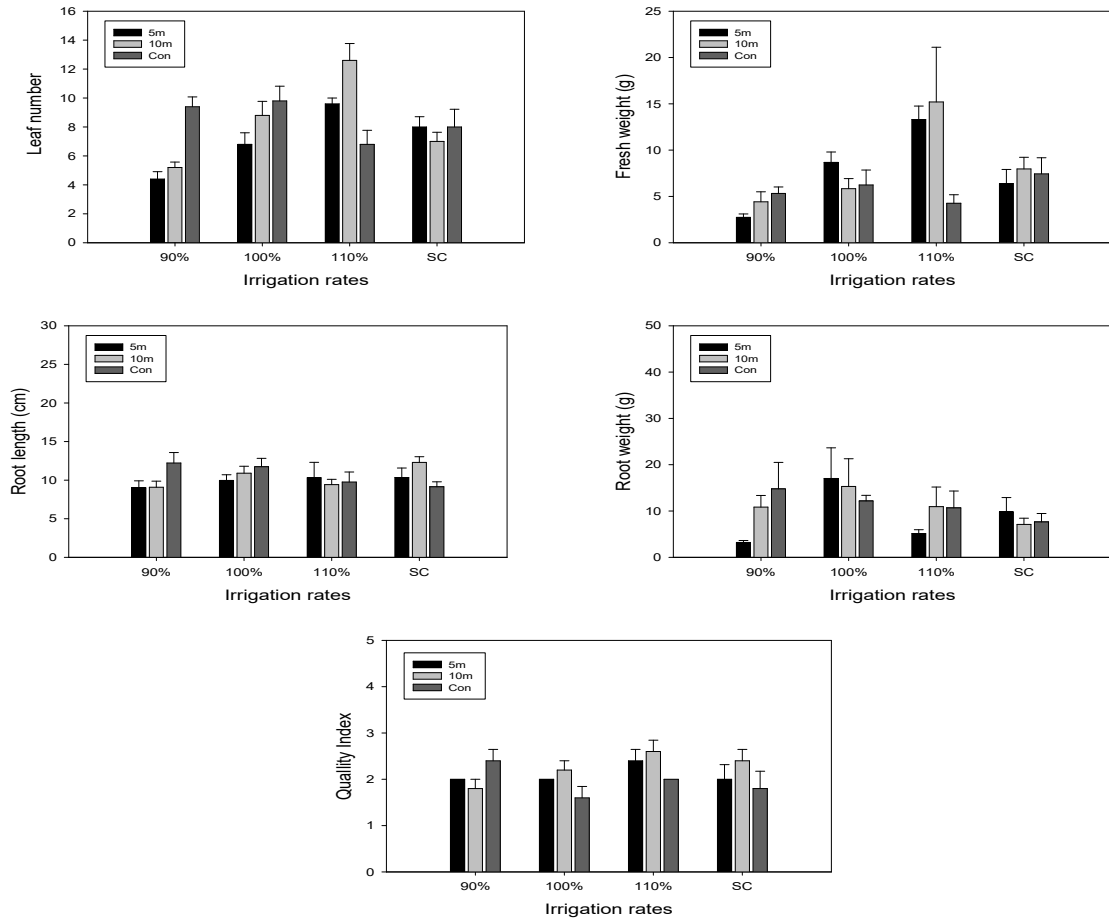 Leaf number
16
14
12
10
8
6
4
2
0
5m
10m
Con
90% 100% 110% SC
Irrigation rates
Fresh weight (g)
25
20
15
10
5
0
5m
10m
Con
90% 100% 110% SC
Irrigation rates
Root length (cm)
30
25
20
15
10
5
0
5m
10m
Con
90% 100% 110% SC
Irrigation rates
Root weight (g)
50
40
30
20
10
0
5m
10m
Con
90% 100% 110% SC
Irrigation rates
Quallity Index
5
4
3
2
1
0
5m
10m
Con
90% 100% 110% SC
Irrigation rates